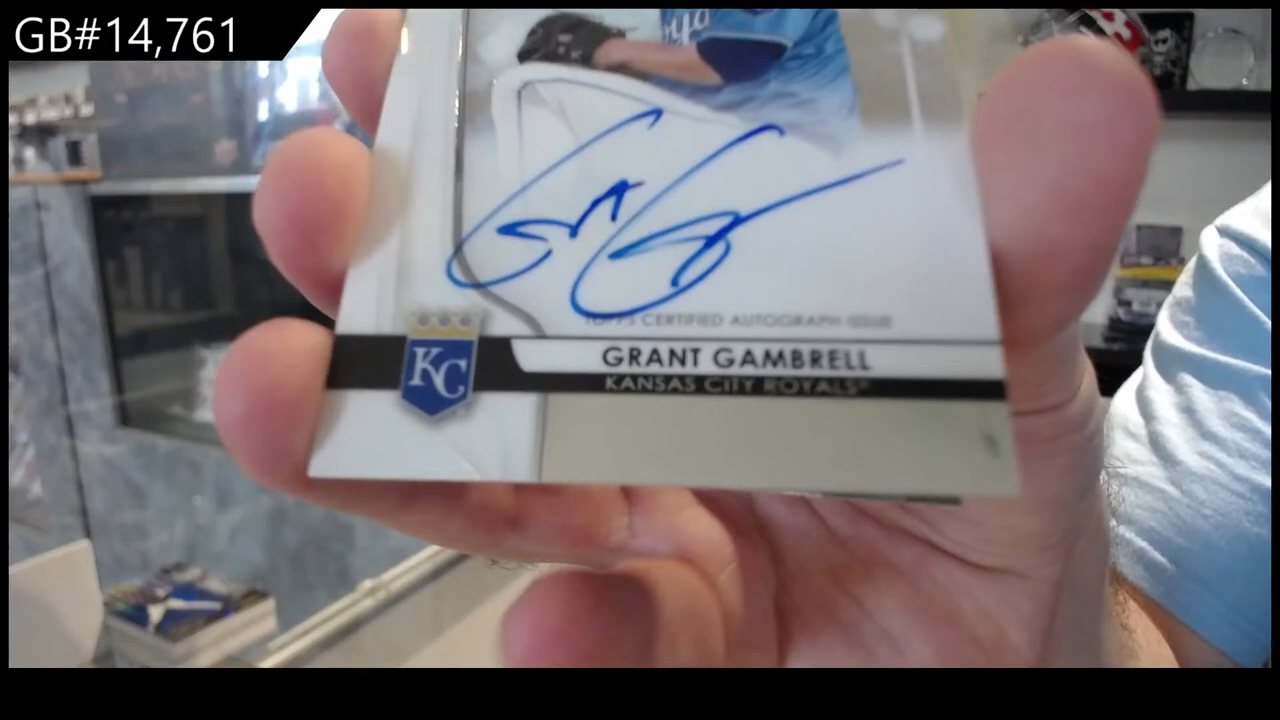 GB#14,761
TOPPS CERTIFIED AUTOGRAPH ISSUE
KC
GRANT GAMBRELL
KANSAS CITY ROYALS®